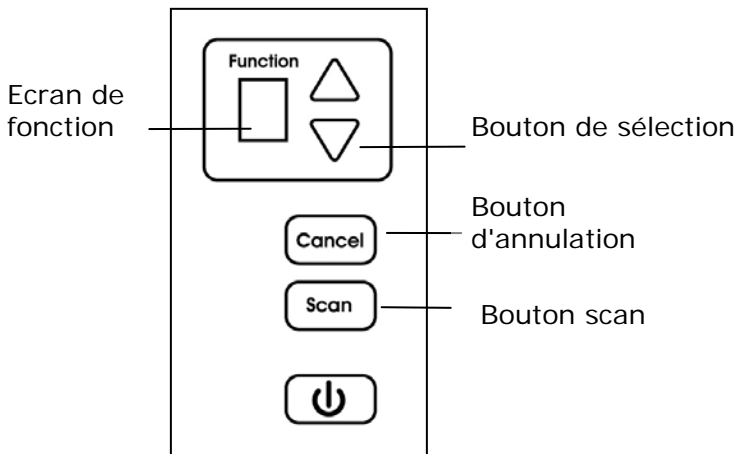 Function
Ecran de
fonction
Bouton de sélection
Bouton
d'annulation
Cancel
Scan
Bouton scan